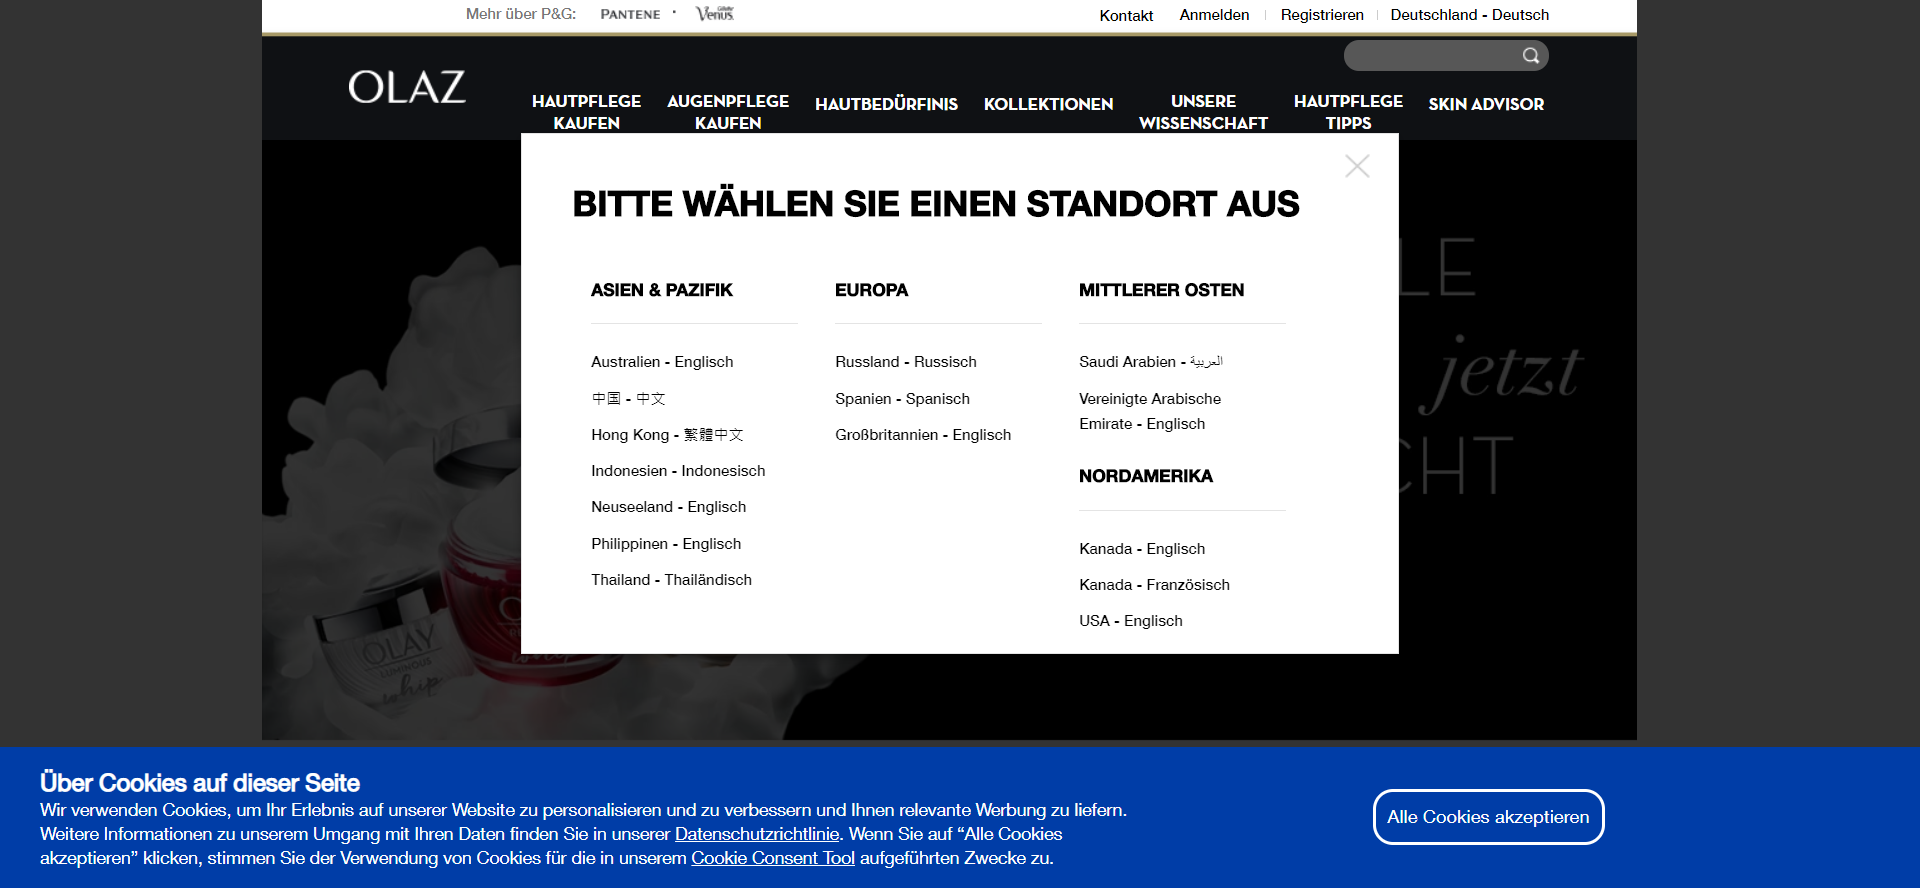 Mehr über P&G: PANTENE · Gillette Venus
Kontakt Anmelden Registrieren Deutschland - Deutsch
OLAZ
HAUTPFLEGE KAUFEN
AUGENPFLEGE KAUFEN
HAUTBEDÜRFINIS
KOLLEKTIONEN
UNSERE WISSENSCHAFT
HAUTPFLEGE TIPPS
SKIN ADVISOR
BITTE WÄHLEN SIE EINEN STANDORT AUS
ASIEN & PAZIFIK
Australien - Englisch
中国 - 中文
Hong Kong - 繁體中文
Indonesien - Indonesisch
Neuseeland - Englisch
Philippinen - Englisch
Thailand - Thailändisch
EUROPA
Russland - Russisch
Spanien - Spanisch
Großbritannien - Englisch
MITTLERER OSTEN
Saudi Arabien - العربية
Vereinigte Arabische
Emirate - Englisch
NORDAMERIKA
Kanada - Englisch
Kanada - Französisch
USA - Englisch
LE
jetzt
CHT
OLAY
LUMINOUS
whip
Über Cookies auf dieser Seite
Wir verwenden Cookies, um Ihr Erlebnis auf unserer Website zu personalisieren und zu verbessern und Ihnen relevante Werbung zu liefern.
Weitere Informationen zu unserem Umgang mit Ihren Daten finden Sie in unserer Datenschutzrichtlinie. Wenn Sie auf “Alle Cookies
akzeptieren” klicken, stimmen Sie der Verwendung von Cookies für die in unserem Cookie Consent Tool aufgeführten Zwecke zu.
Alle Cookies akzeptieren